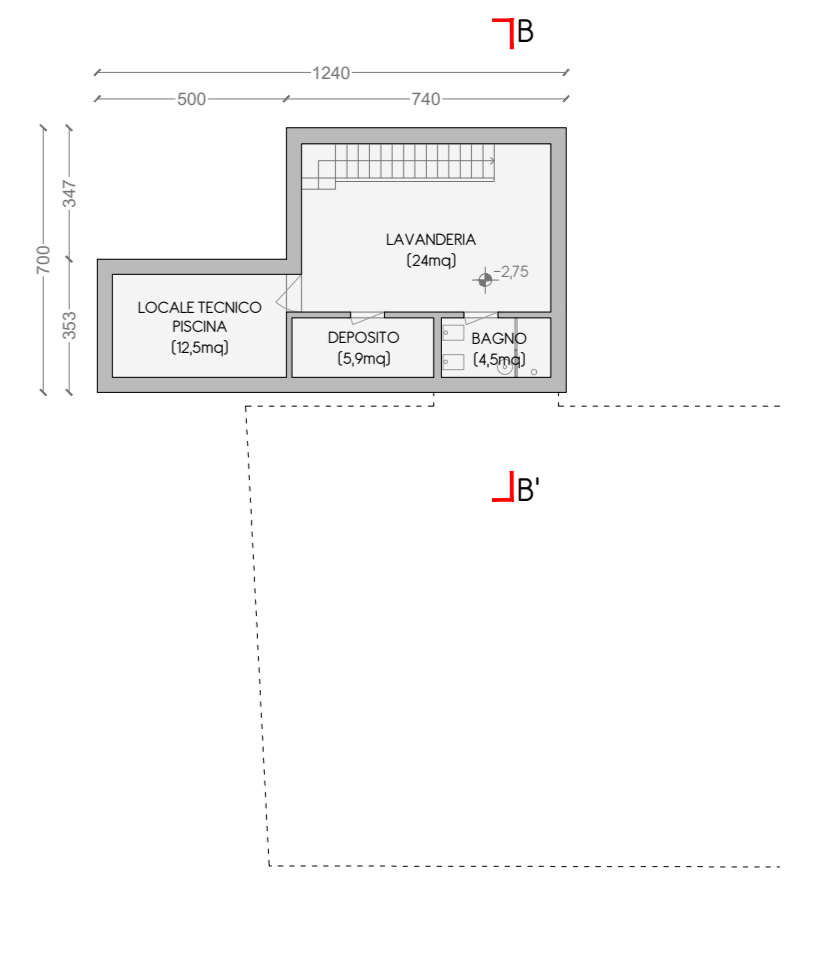 B
1240
500
740
347
700
353
LAVANDERIA
(24mq)
-2,75
LOCALE TECNICO
PISCINA
(12,5mq)
DEPOSITO
(5,9mq)
BAGNO
(4,5mq)
B'